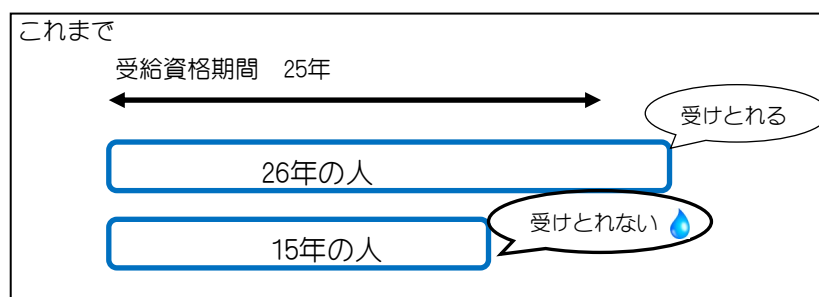 これまで
受給資格期間　25年
受けとれる
26年の人
受けとれない
15年の人